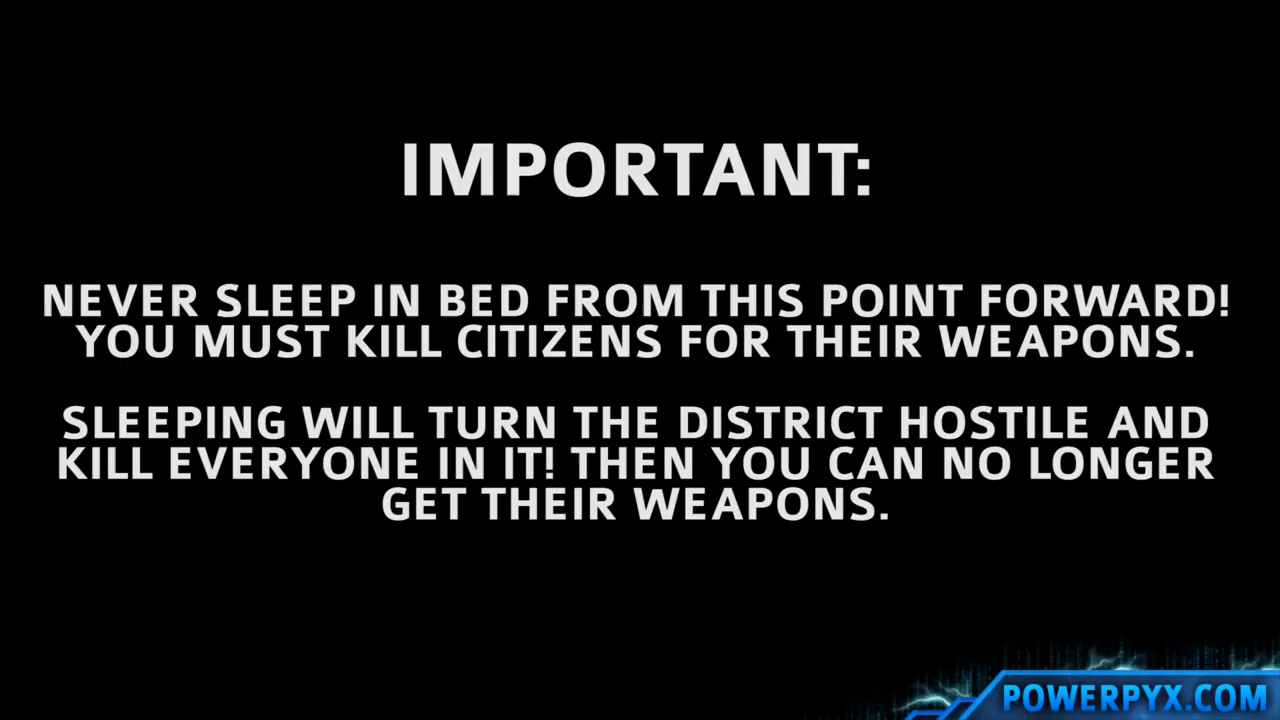 IMPORTANT:
NEVER SLEEP IN BED FROM THIS POINT FORWARD!
YOU MUST KILL CITIZENS FOR THEIR WEAPONS.
SLEEPING WILL TURN THE DISTRICT HOSTILE AND
KILL EVERYONE IN IT! THEN YOU CAN NO LONGER
GET THEIR WEAPONS.
POWERPYX.COM